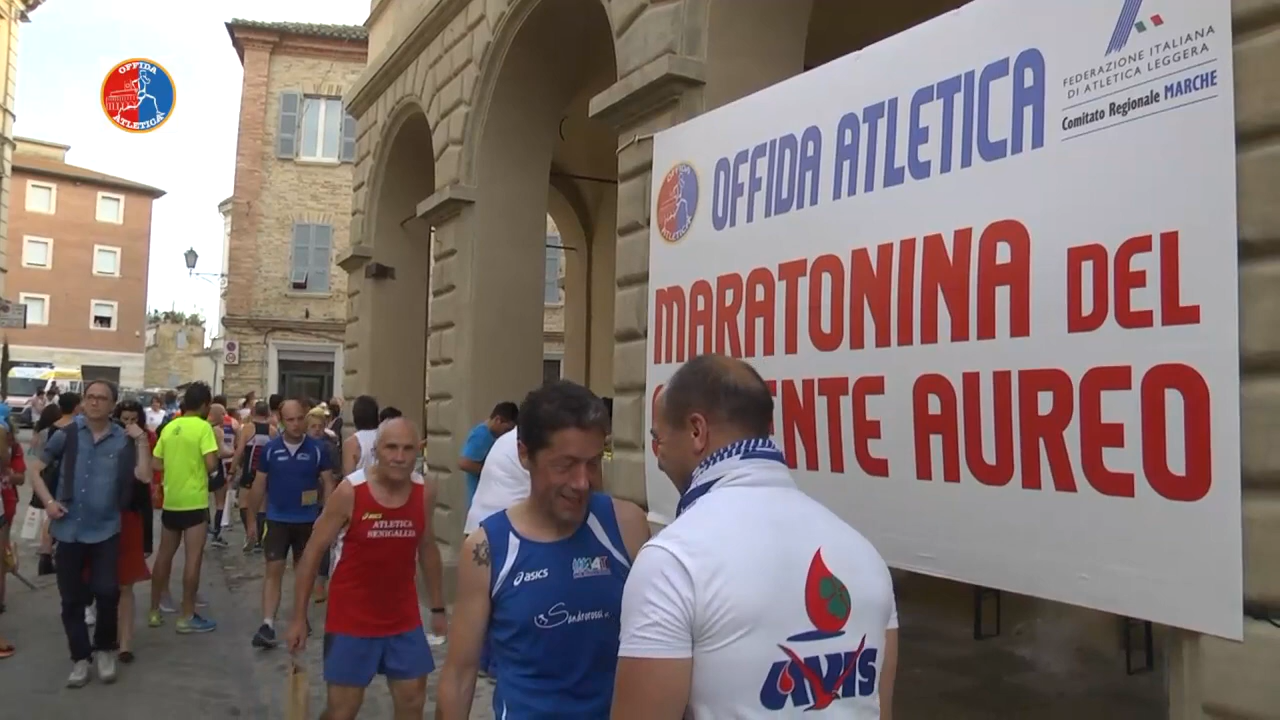 OFFIDA
ATLETICA
OFFIDA
ATLETICA
OFFIDA ATLETICA
FEDERAZIONE ITALIANA
DI ATLETICA LEGGERA
Comitato Regionale MARCHE
MARATONINA DEL
AUREO
ATLETICA
SENIGALLIA
asics
Sandrorossi
AVIS